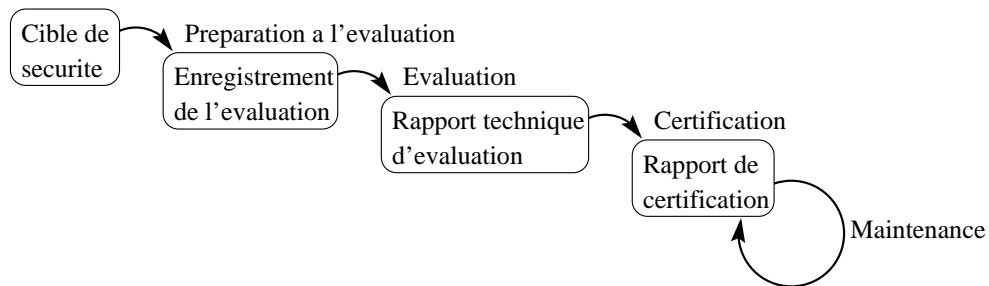 Cible de
securite
Preparation a l’evaluation
Enregistrement
de l’evaluation
Evaluation
Rapport technique
d’evaluation
Certification
Rapport de
certification
Maintenance